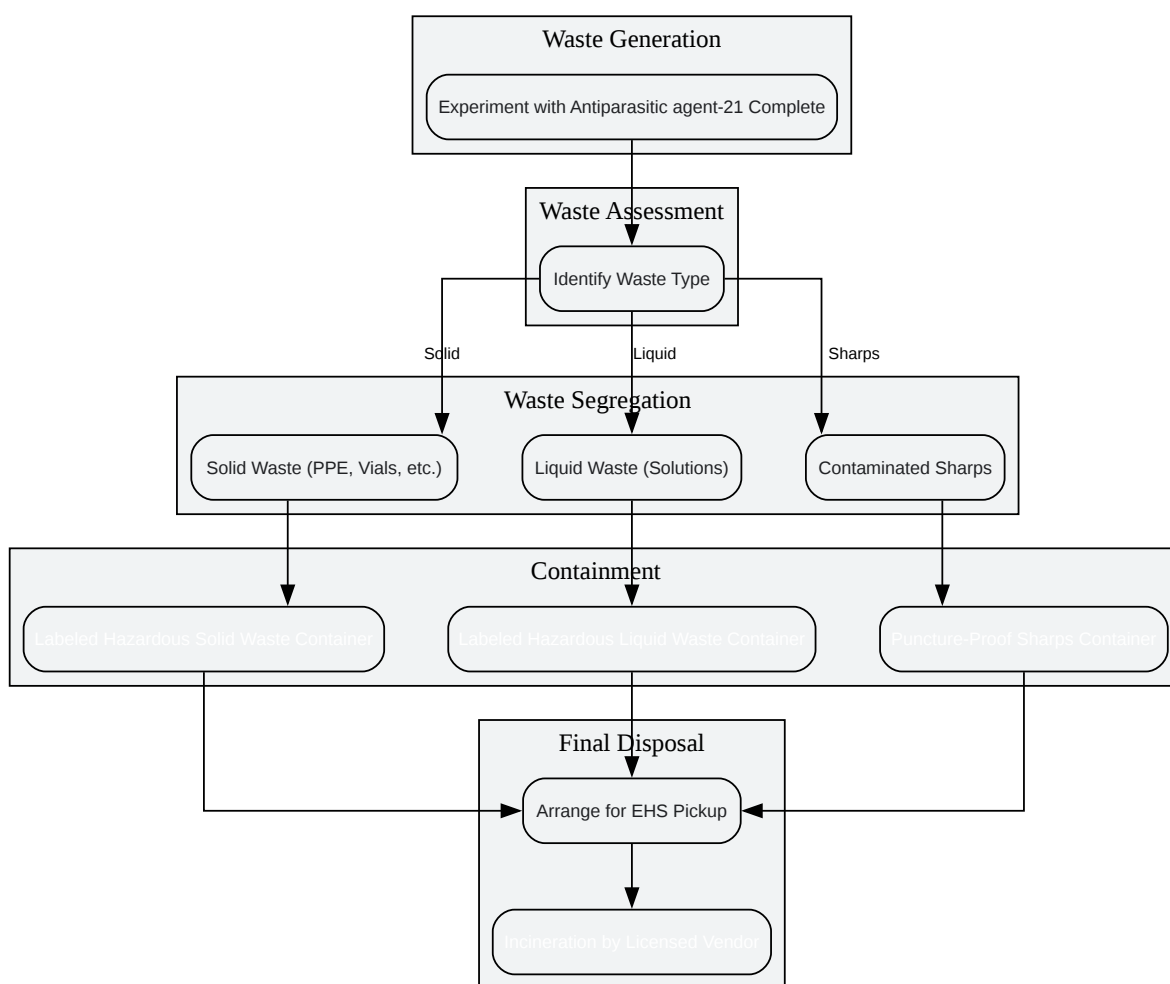 Waste Generation
Experiment with Antiparasitic agent-21 Complete
Waste Assessment
Identify Waste Type
Solid
Liquid
Sharps
Waste Segregation
Solid Waste (PPE, Vials, etc.)
Liquid Waste (Solutions)
Contaminated Sharps
Containment
Labeled Hazardous Solid Waste Container
Labeled Hazardous Liquid Waste Container
Puncture-Proof Sharps Container
Final Disposal
Arrange for EHS Pickup
Incineration by Licensed Vendor